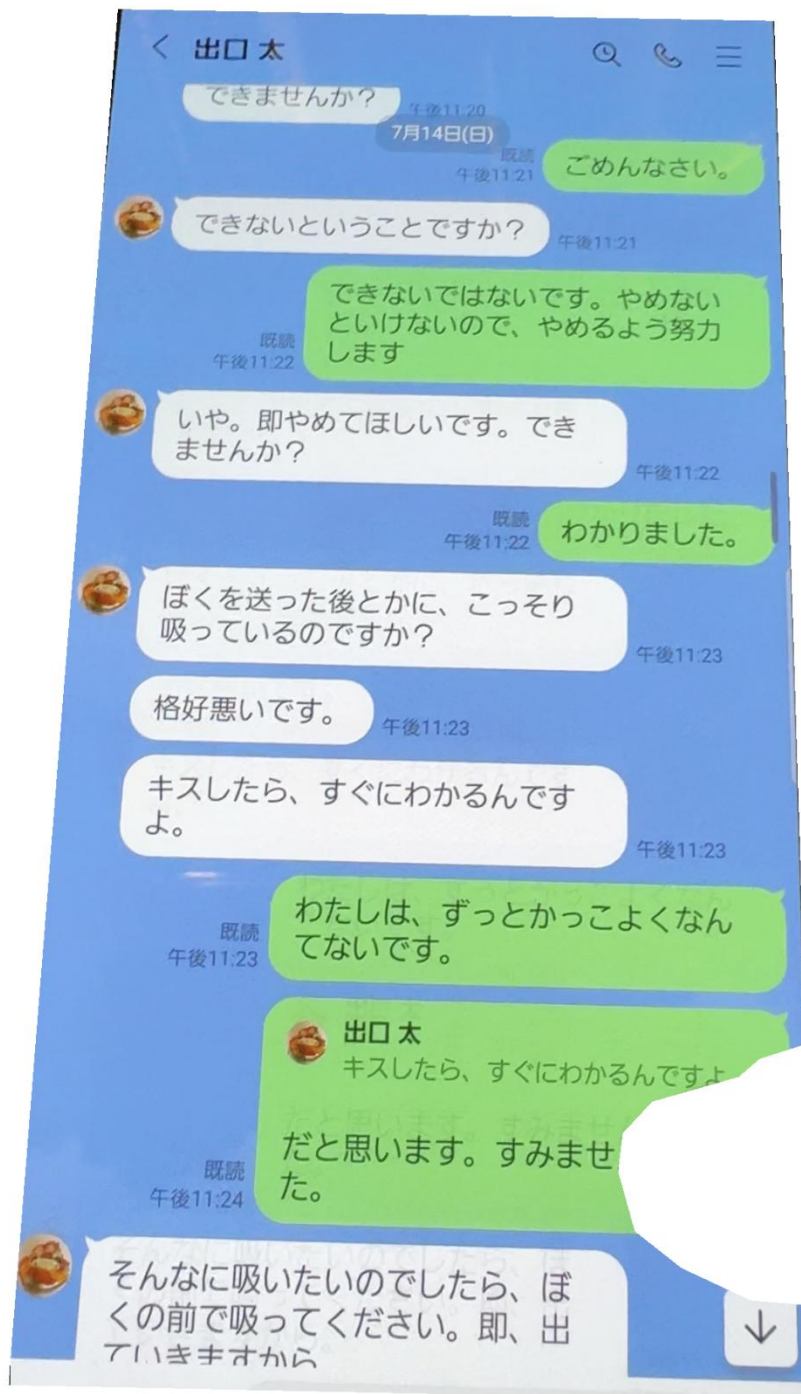 出口 太
できませんか？
午後11:20
7月14日(日)
既読
午後11:21
ごめんなさい。
できないということですか？
午後11:21
できないではないです。やめない
といけないので、やめるよう努力
します
既読
午後11:22
いや。即やめてほしいです。でき
ませんか？
午後11:22
既読
午後11:22
わかりました。
ぼくを送った後とかに、こっそり
吸っているのですか？
午後11:23
格好悪いです。
午後11:23
キスしたら、すぐにわかるんです
よ。
午後11:23
わたしは、ずっとかっこよくなん
てないです。
既読
午後11:23
出口 太
キスしたら、すぐにわかるんですよ
だと思います。すみませ
た。
既読
午後11:24
そんなに吸いたいのでしたら、ぼ
くの前で吸ってください。即、出
ていきますから